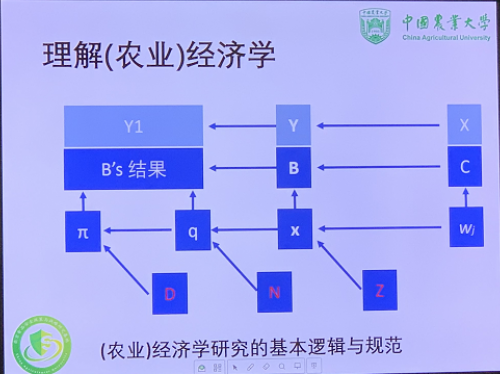 中国农业大学
China Agricultural University
理解(农业)经济学
Y1 Y X
B's 结果 B C
π q x wⱼ
D N Z
(农业)经济学研究的基本逻辑与规范